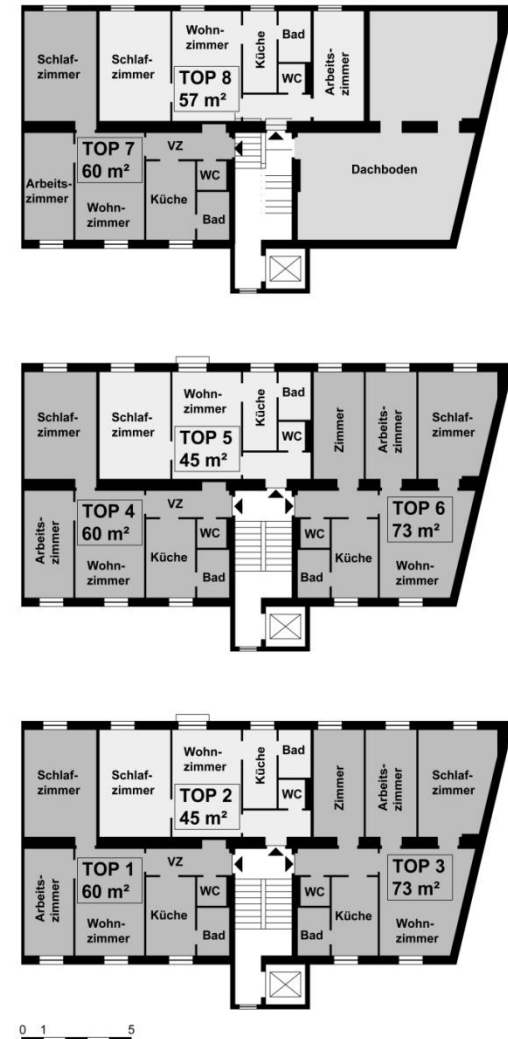 Schlaf-
zimmer
Schlaf-
zimmer
Wohn-
zimmer
Küche
Bad
WC
Arbeits-
zimmer
TOP 8
57 m²
TOP 7
60 m²
VZ
WC
Arbeits-
zimmer
Wohn-
zimmer
Küche
Bad
Dachboden
Schlaf-
zimmer
Schlaf-
zimmer
Wohn-
zimmer
Küche
Bad
WC
Zimmer
Arbeits-
zimmer
Schlaf-
zimmer
TOP 5
45 m²
TOP 4
60 m²
VZ
WC
Arbeits-
zimmer
Wohn-
zimmer
Küche
Bad
WC
Bad
Küche
TOP 6
73 m²
Wohn-
zimmer
Schlaf-
zimmer
Schlaf-
zimmer
Wohn-
zimmer
Küche
Bad
WC
Zimmer
Arbeits-
zimmer
Schlaf-
zimmer
TOP 2
45 m²
TOP 1
60 m²
VZ
WC
Arbeits-
zimmer
Wohn-
zimmer
Küche
Bad
WC
Bad
Küche
TOP 3
73 m²
Wohn-
zimmer
0 1 5